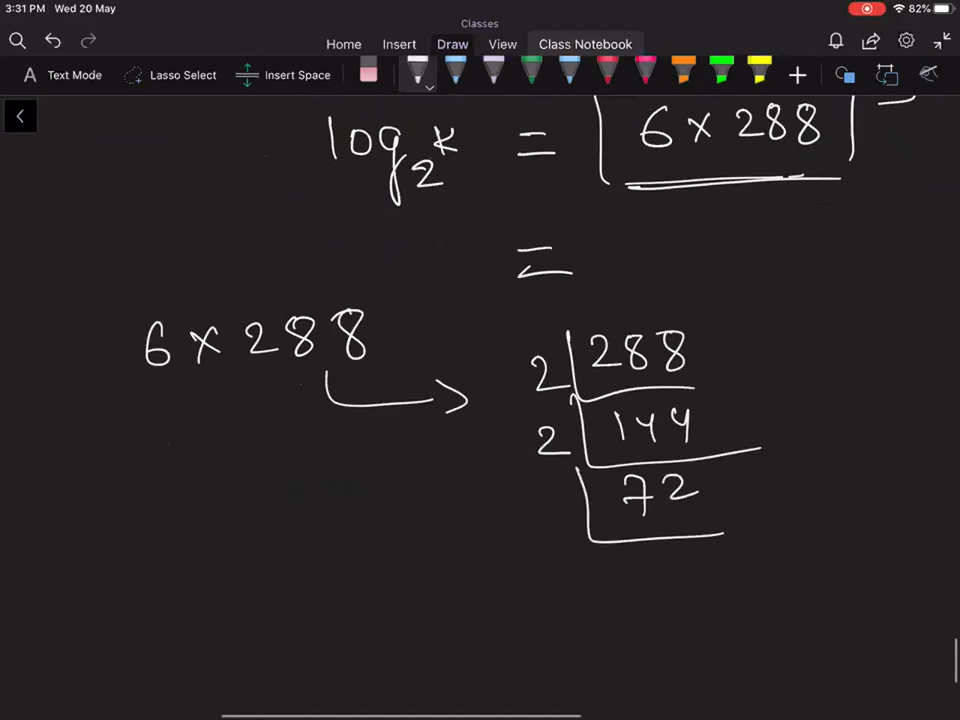 3:31 PM Wed 20 May 82%
Classes
Home Insert Draw View Class Notebook
Text Mode Lasso Select Insert Space
log₂ x = 6 × 288
=
6 × 288
2 | 288
2 | 144
72